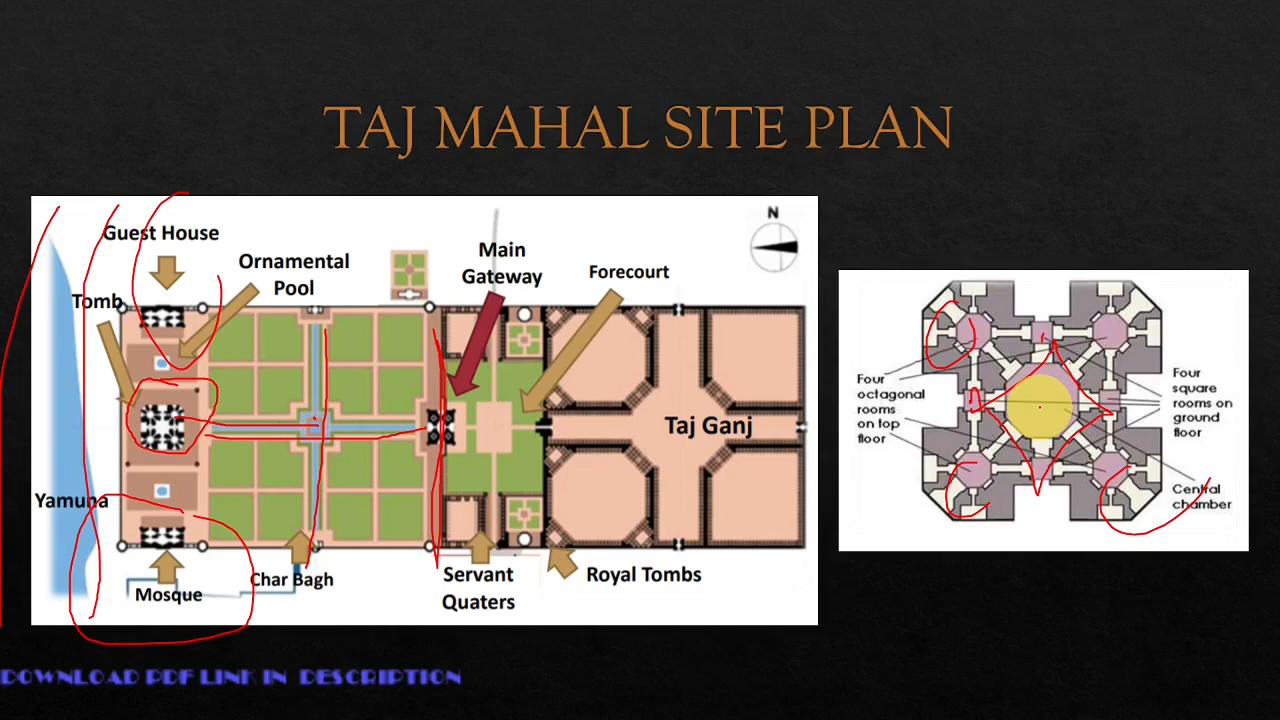 TAJ MAHAL SITE PLAN
Guest House
Ornamental
Pool
Tomb
Main
Gateway
Forecourt
N
Taj Ganj
Yamuna
Mosque
Char Bagh
Servant
Quaters
Royal Tombs
Four
octagonal
rooms
on top
floor
Four
square
rooms on
ground
floor
Central
chamber
DOWNLOAD PDF LINK IN DESCRIPTION